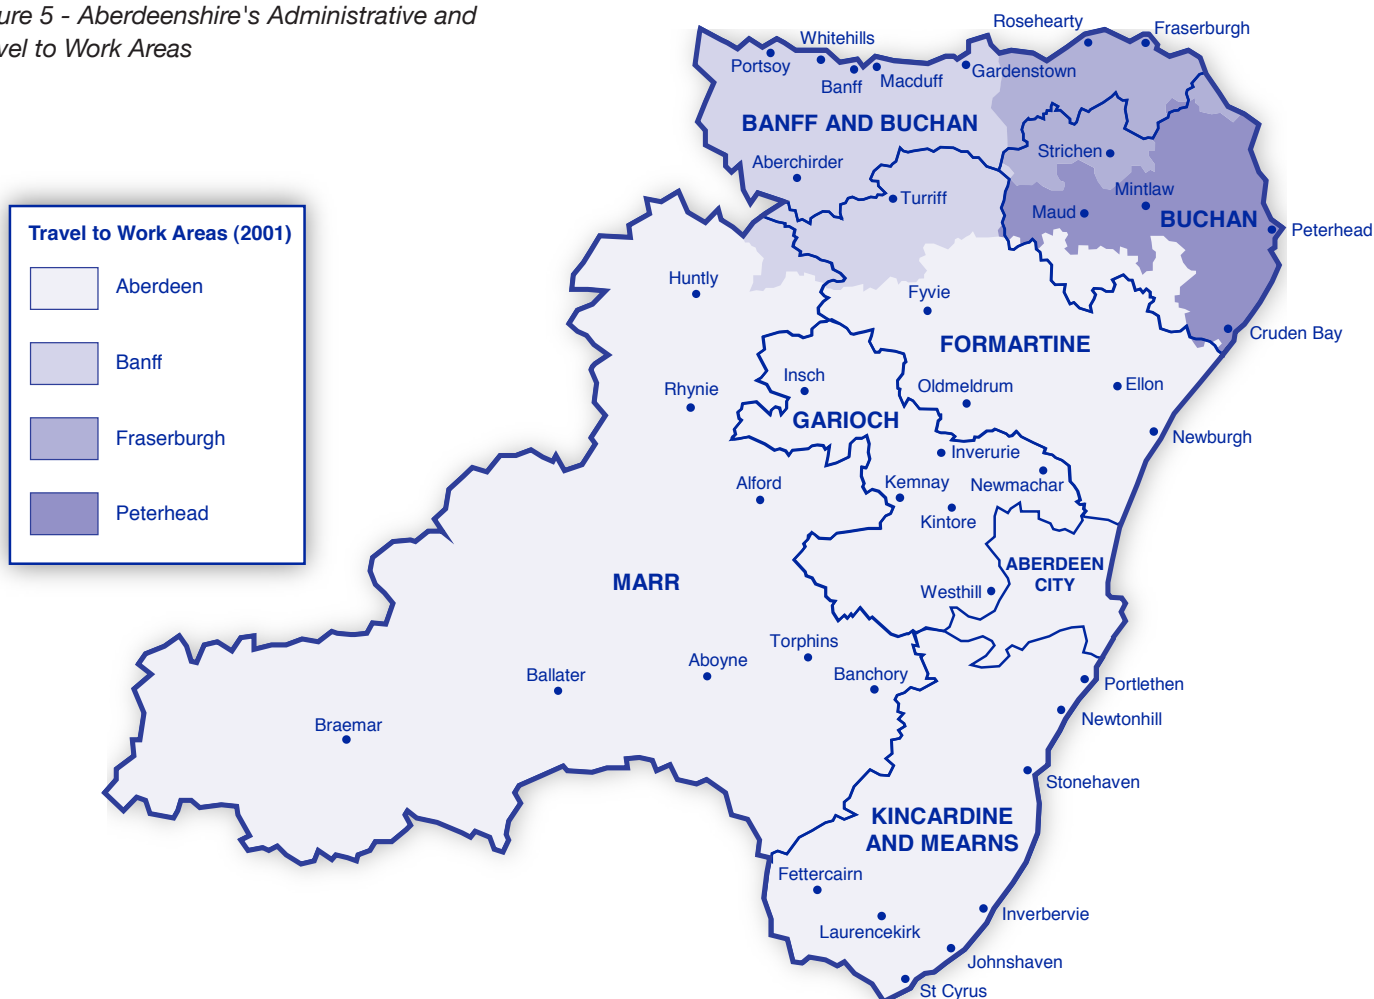 ure 5 - Aberdeenshire's Administrative and
vel to Work Areas
Travel to Work Areas (2001)
Aberdeen
Banff
Fraserburgh
Peterhead
Rosehearty
Fraserburgh
Whitehills
Portsoy
Banff
Macduff
Gardenstown
BANFF AND BUCHAN
Aberchirder
Strichen
Turriff
Mintlaw
Maud
BUCHAN
Peterhead
Huntly
Fyvie
Cruden Bay
FORMARTINE
Insch
Rhynie
Oldmeldrum
Ellon
GARIOCH
Newburgh
Inverurie
Alford
Kemnay
Newmachar
Kintore
ABERDEEN
CITY
MARR
Westhill
Torphins
Aboyne
Ballater
Banchory
Portlethen
Braemar
Newtonhill
Stonehaven
KINCARDINE
AND MEARNS
Fettercairn
Inverbervie
Laurencekirk
Johnshaven
St Cyrus